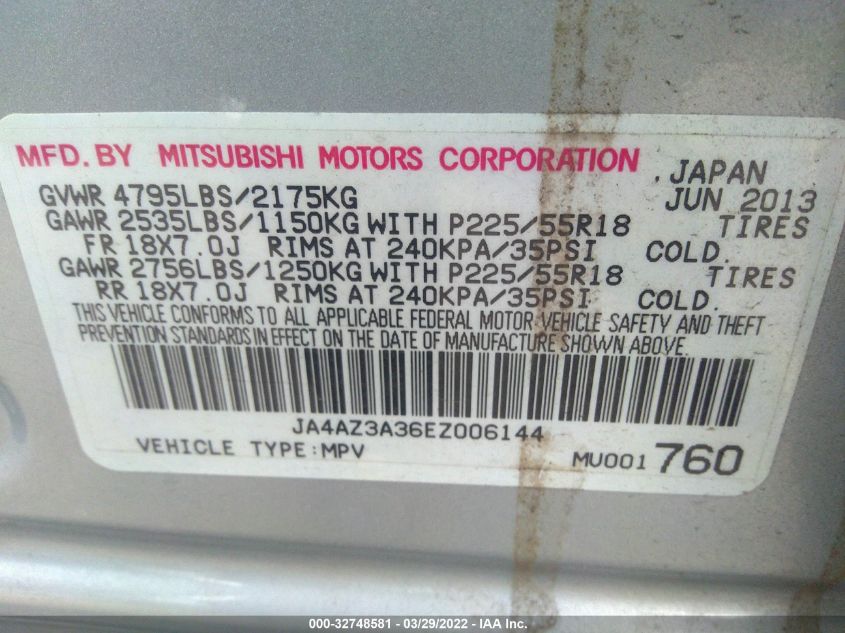 MFD. BY MITSUBISHI MOTORS CORPORATION
. JAPAN
GVWR 4795LBS/2175KG JUN 2013
GAWR 2535LBS/1150KG WITH P225/55R18 TIRES
FR 18X7.0J RIMS AT 240KPA/35PSI COLD.
GAWR 2756LBS/1250KG WITH P225/55R18 TIRES
RR 18X7.0J RIMS AT 240KPA/35PSI COLD.
THIS VEHICLE CONFORMS TO ALL APPLICABLE FEDERAL MOTOR VEHICLE SAFETY AND THEFT
PREVENTION STANDARDS IN EFFECT ON THE DATE OF MANUFACTURE SHOWN ABOVE.
JA4AZ3A36EZ006144
VEHICLE TYPE:MPV MU001 760
000-32748581 - 03/29/2022 - © IAA Inc.